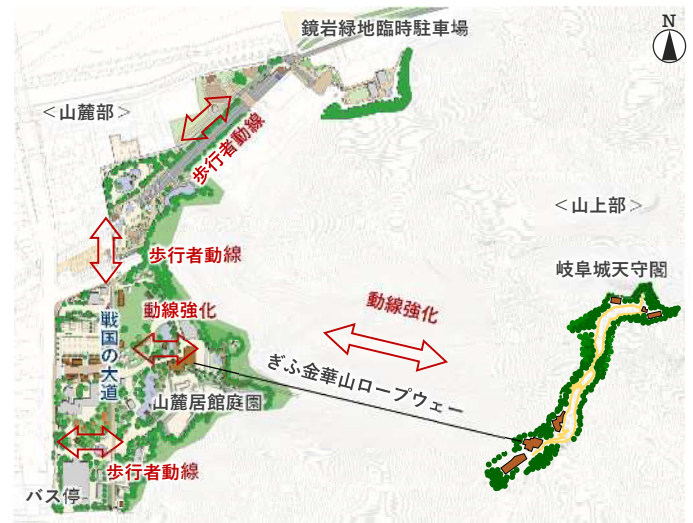 鏡岩緑地臨時駐車場
N
＜山麓部＞
歩行者動線
＜山上部＞
歩行者動線
岐阜城天守閣
動線強化
動線強化
戦国の大道
ぎふ金華山ロープウェー
山麓居館庭園
歩行者動線
バス停